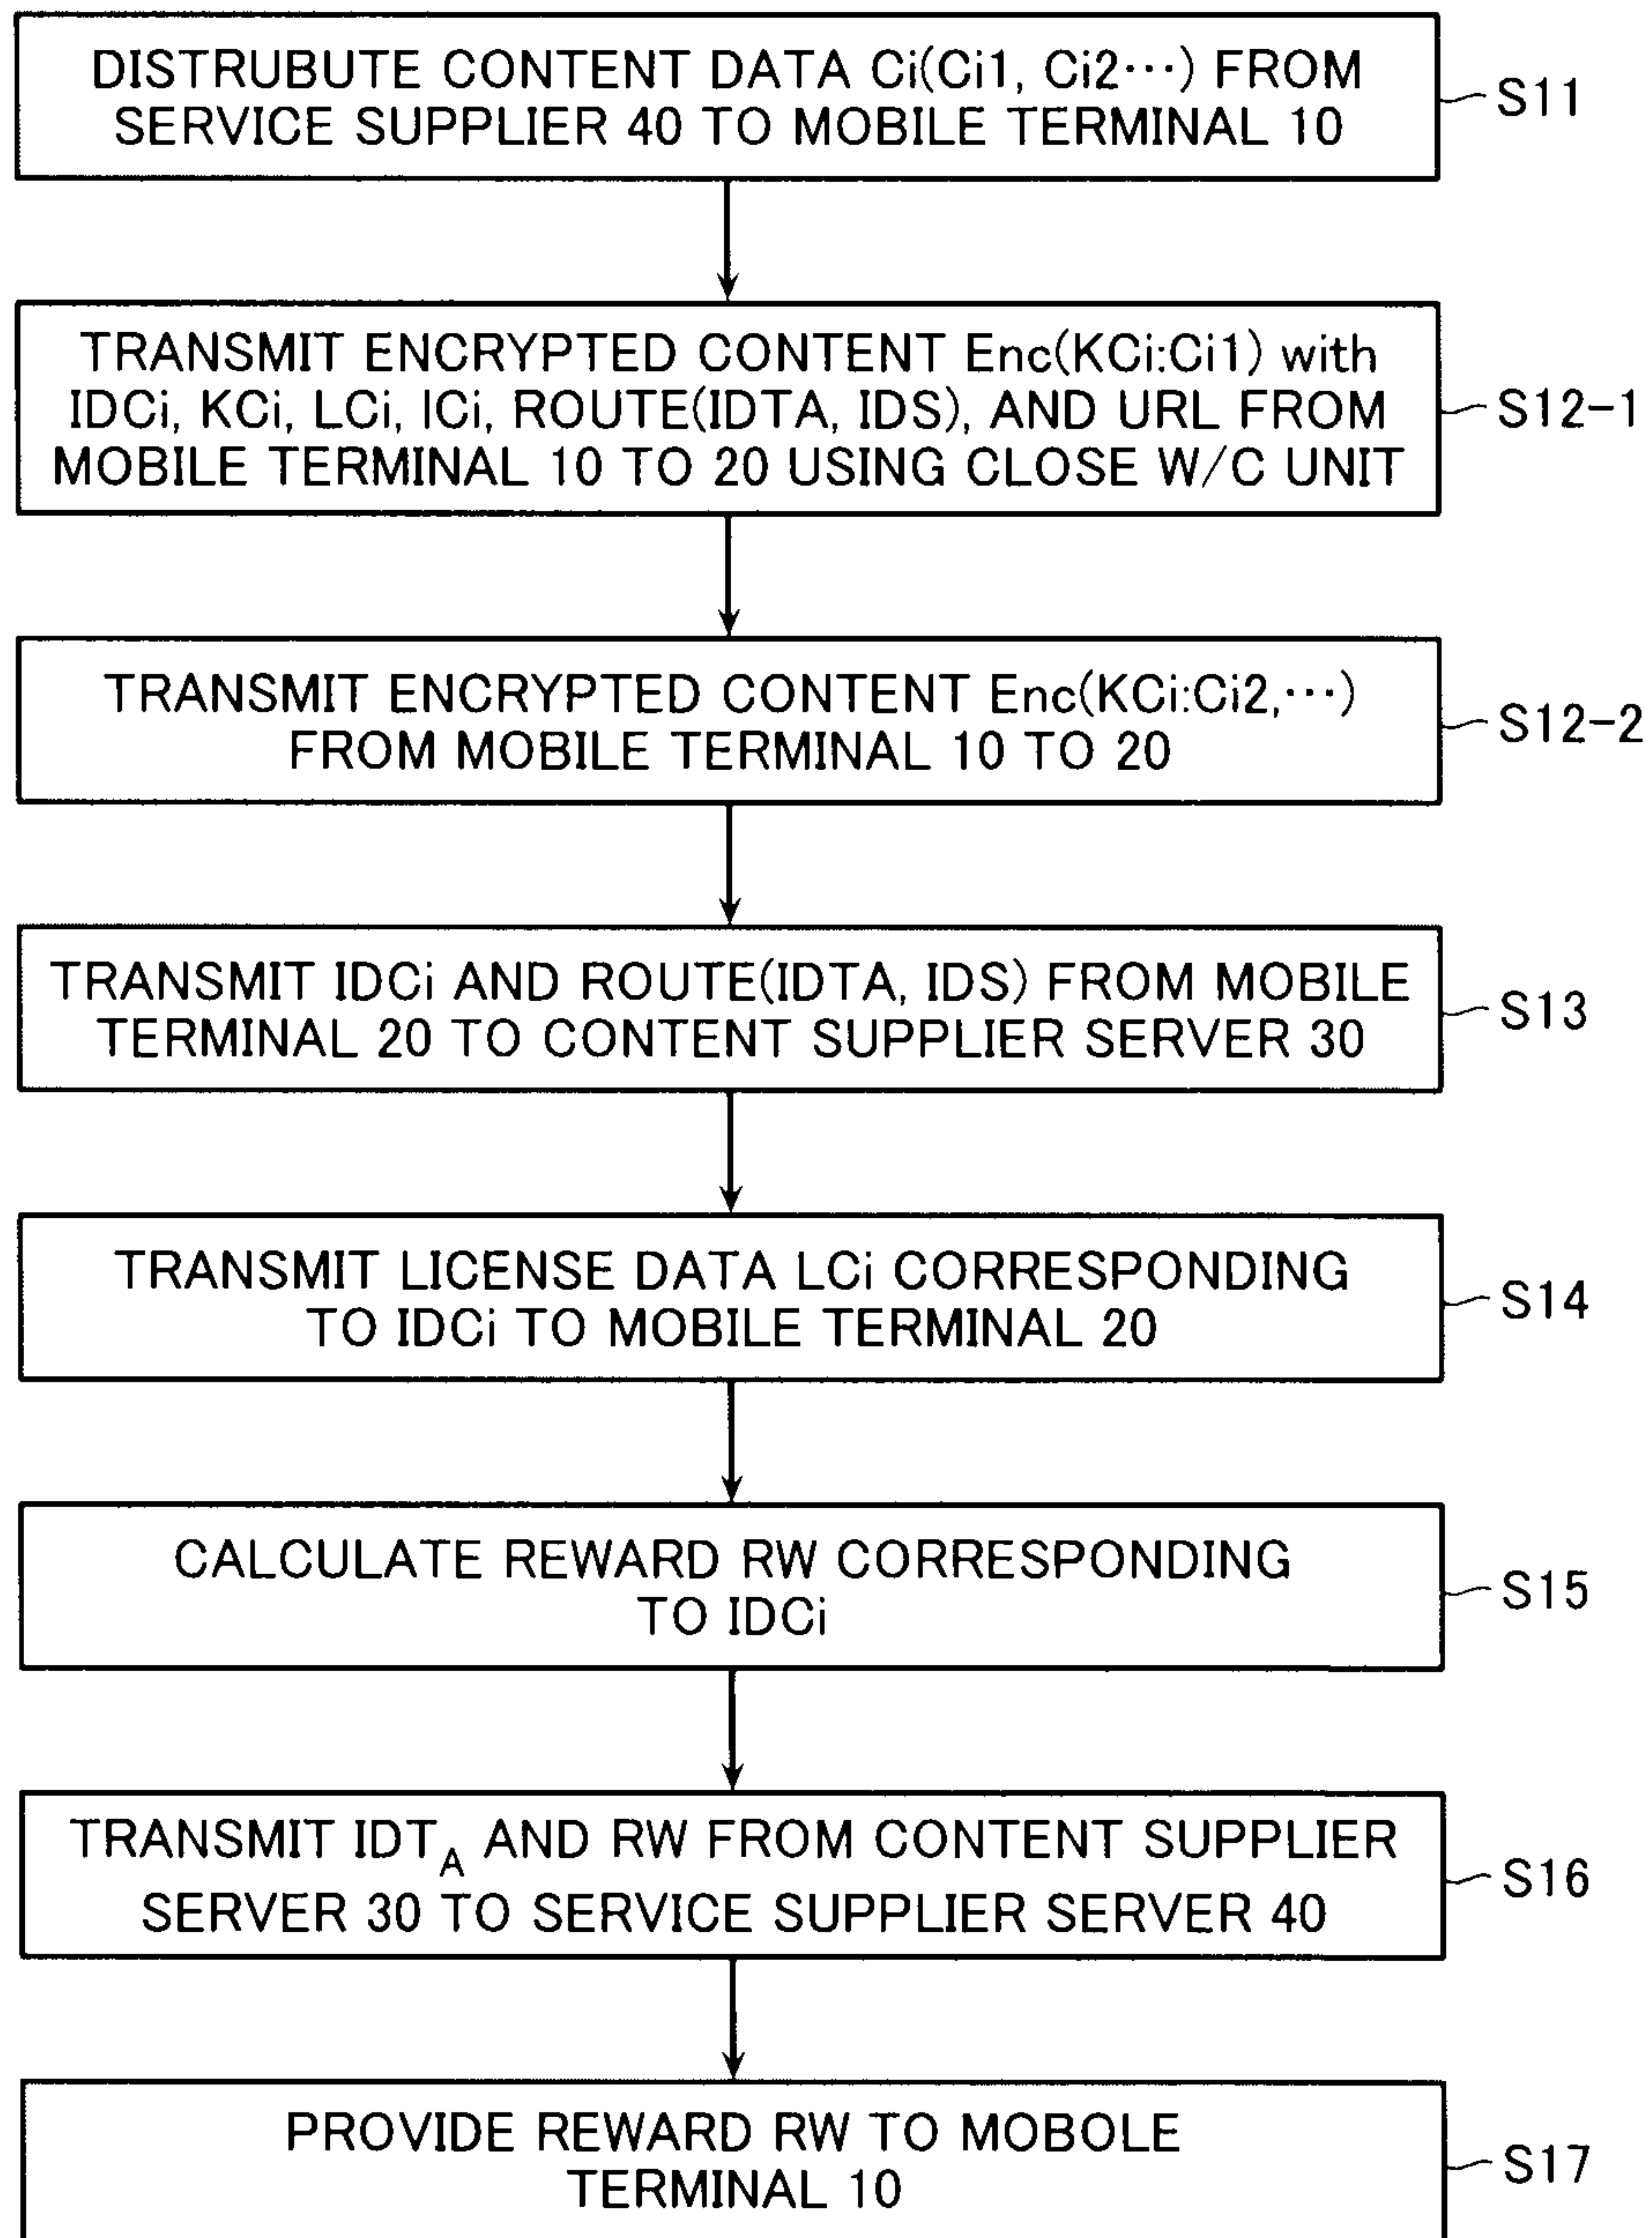 DISTRUBUTE CONTENT DATA Ci(Ci1, Ci2···) FROM
SERVICE SUPPLIER 40 TO MOBILE TERMINAL 10
S11
TRANSMIT ENCRYPTED CONTENT Enc(KCi:Ci1) with
IDCi, KCi, LCi, ICi, ROUTE(IDTA, IDS), AND URL FROM
MOBILE TERMINAL 10 TO 20 USING CLOSE W/C UNIT
S12-1
TRANSMIT ENCRYPTED CONTENT Enc(KCi:Ci2,···)
FROM MOBILE TERMINAL 10 TO 20
S12-2
TRANSMIT IDCi AND ROUTE(IDTA, IDS) FROM MOBILE
TERMINAL 20 TO CONTENT SUPPLIER SERVER 30
S13
TRANSMIT LICENSE DATA LCi CORRESPONDING
TO IDCi TO MOBILE TERMINAL 20
S14
CALCULATE REWARD RW CORRESPONDING
TO IDCi
S15
TRANSMIT IDT_A AND RW FROM CONTENT SUPPLIER
SERVER 30 TO SERVICE SUPPLIER SERVER 40
S16
PROVIDE REWARD RW TO MOBOLE
TERMINAL 10
S17